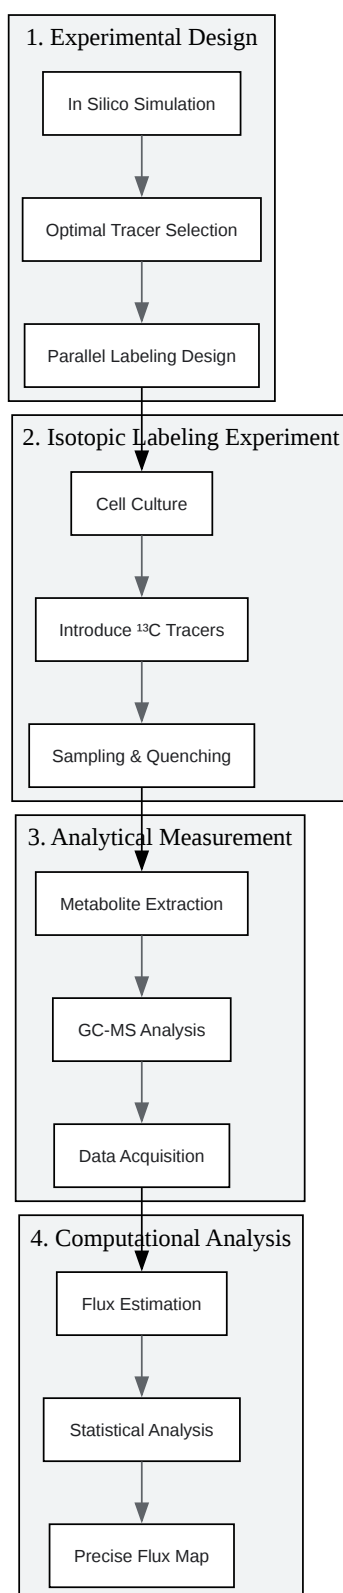 1. Experimental Design
In Silico Simulation
Optimal Tracer Selection
Parallel Labeling Design
2. Isotopic Labeling Experiment
Cell Culture
Introduce ¹³C Tracers
Sampling & Quenching
3. Analytical Measurement
Metabolite Extraction
GC-MS Analysis
Data Acquisition
4. Computational Analysis
Flux Estimation
Statistical Analysis
Precise Flux Map